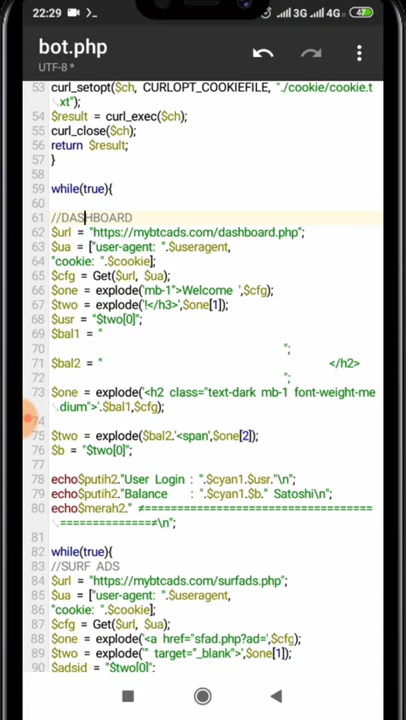 22:29 >_ 3G 4G 47
bot.php
UTF-8 *
53 curl_setopt($ch, CURLOPT_COOKIEFILE, "./cookie/cookie.t
xt");
54 $result = curl_exec($ch);
55 curl_close($ch);
56 return $result;
57 }
58
59 while(true){
60
61 //DASHBOARD
62 $url = "https://mybtcads.com/dashboard.php";
63 $ua = ["user-agent: ".$useragent,
64 "cookie: ".$cookie];
65 $cfg = Get($url, $ua);
66 $one = explode('mb-1">Welcome ',$cfg);
67 $two = explode('!</h3>',$one[1]);
68 $usr = "$two[0]";
69 $bal1 = "
70 ";
71 $bal2 = " </h2>
72 ";
73 $one = explode('<h2 class="text-dark mb-1 font-weight-me
dium">'.$bal1,$cfg);
74
75 $two = explode($bal2.'<span',$one[2]);
76 $b = "$two[0]";
77
78 echo$putih2."User Login : ".$cyan1.$usr."\n";
79 echo$putih2."Balance : ".$cyan1.$b." Satoshi\n";
80 echo$merah2." ≠==================================
==============≠\n";
81
82 while(true){
83 //SURF ADS
84 $url = "https://mybtcads.com/surfads.php";
85 $ua = ["user-agent: ".$useragent,
86 "cookie: ".$cookie];
87 $cfg = Get($url, $ua);
88 $one = explode('<a href="sfad.php?ad=',$cfg);
89 $two = explode('" target="_blank">',$one[1]);
90 $adsid = "$two[0]";